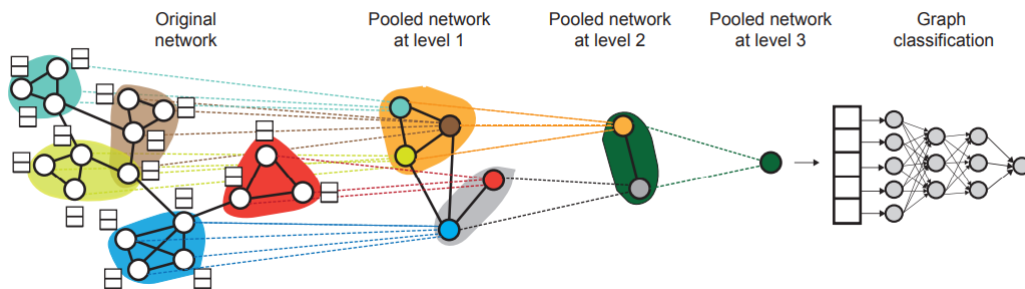 Original
network
Pooled network
at level 1
Pooled network
at level 2
Pooled network
at level 3
Graph
classification